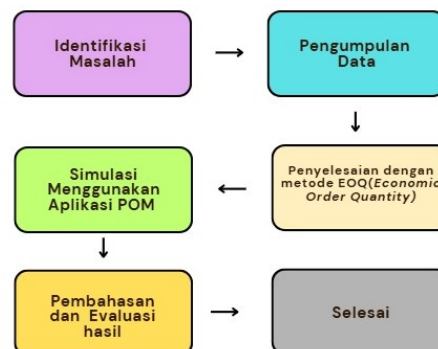 Identifikasi
Masalah
Pengumpulan
Data
Penyelesaian dengan
metode EOQ(Economic
Order Quantity)
Simulasi
Menggunakan
Aplikasi POM
Pembahasan
dan Evaluasi
hasil
Selesai